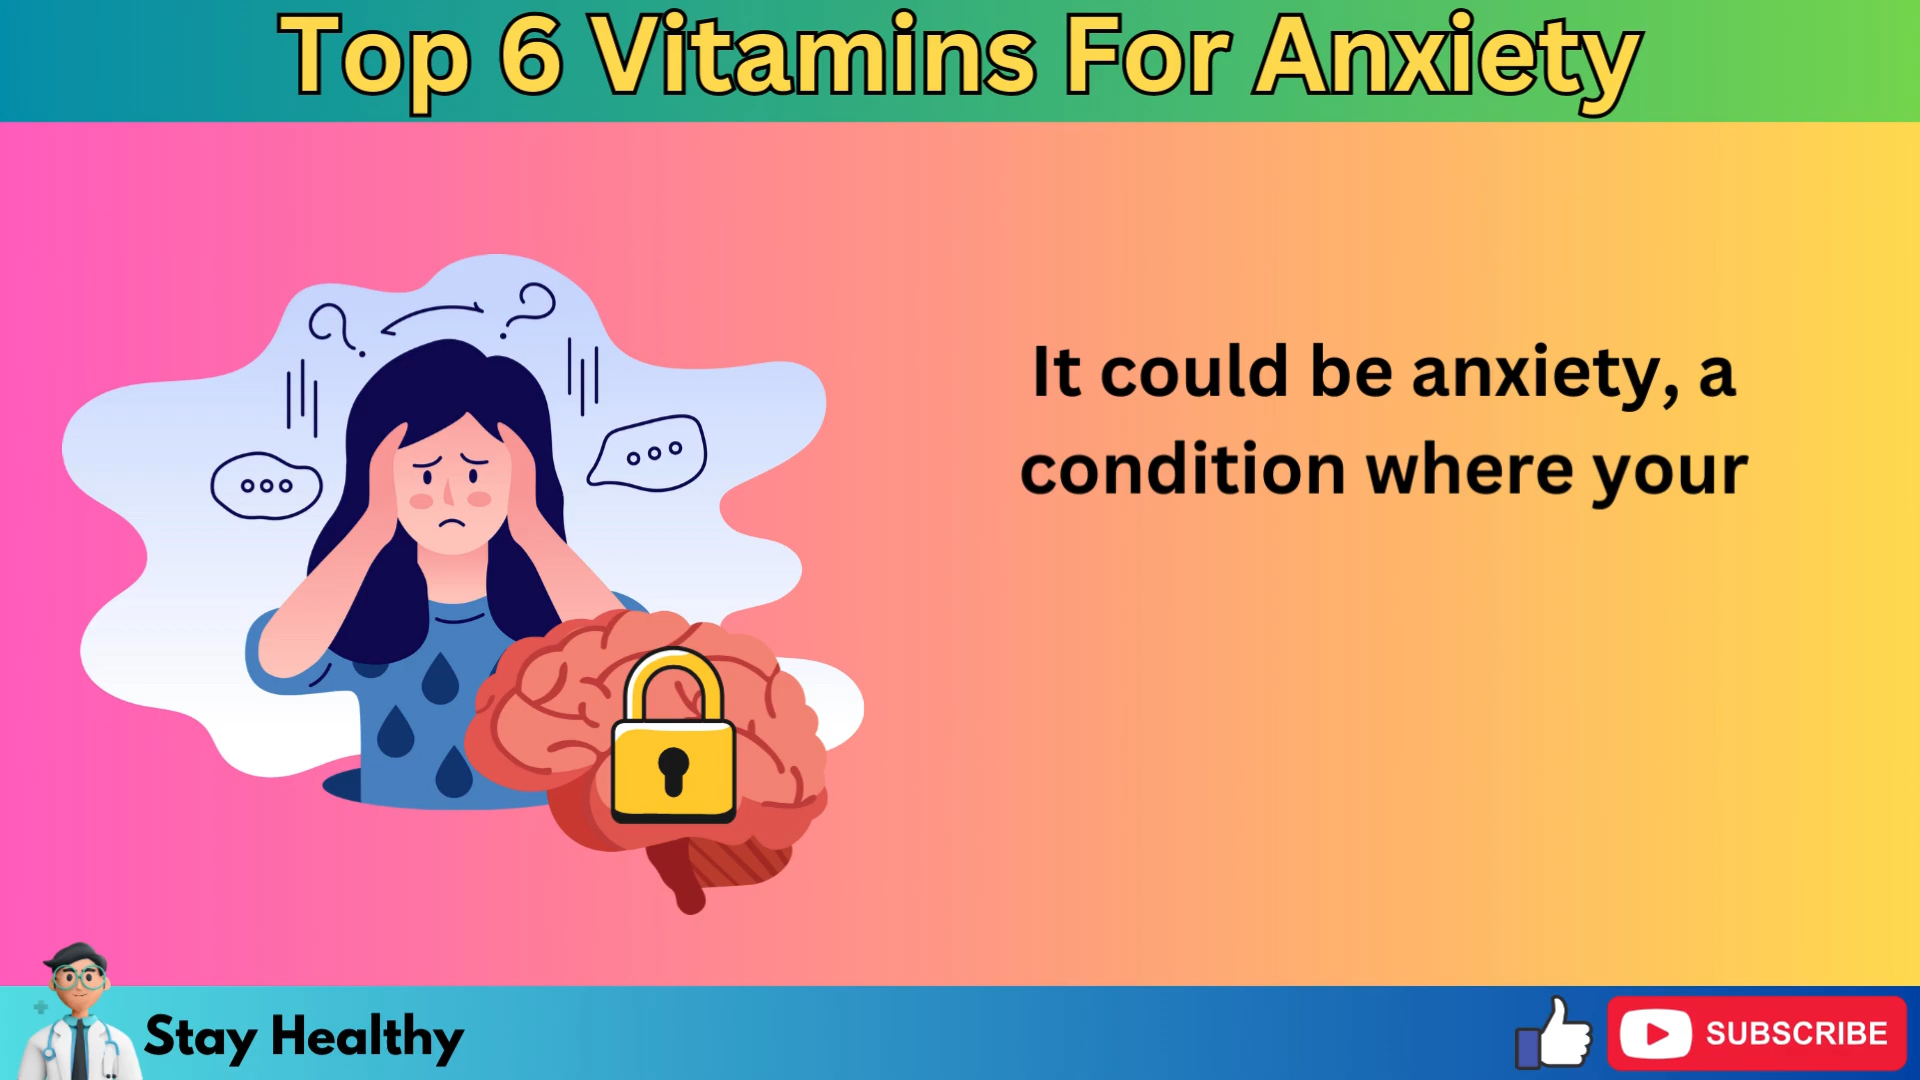 Top 6 Vitamins For Anxiety
It could be anxiety, a
condition where your
Stay Healthy
SUBSCRIBE